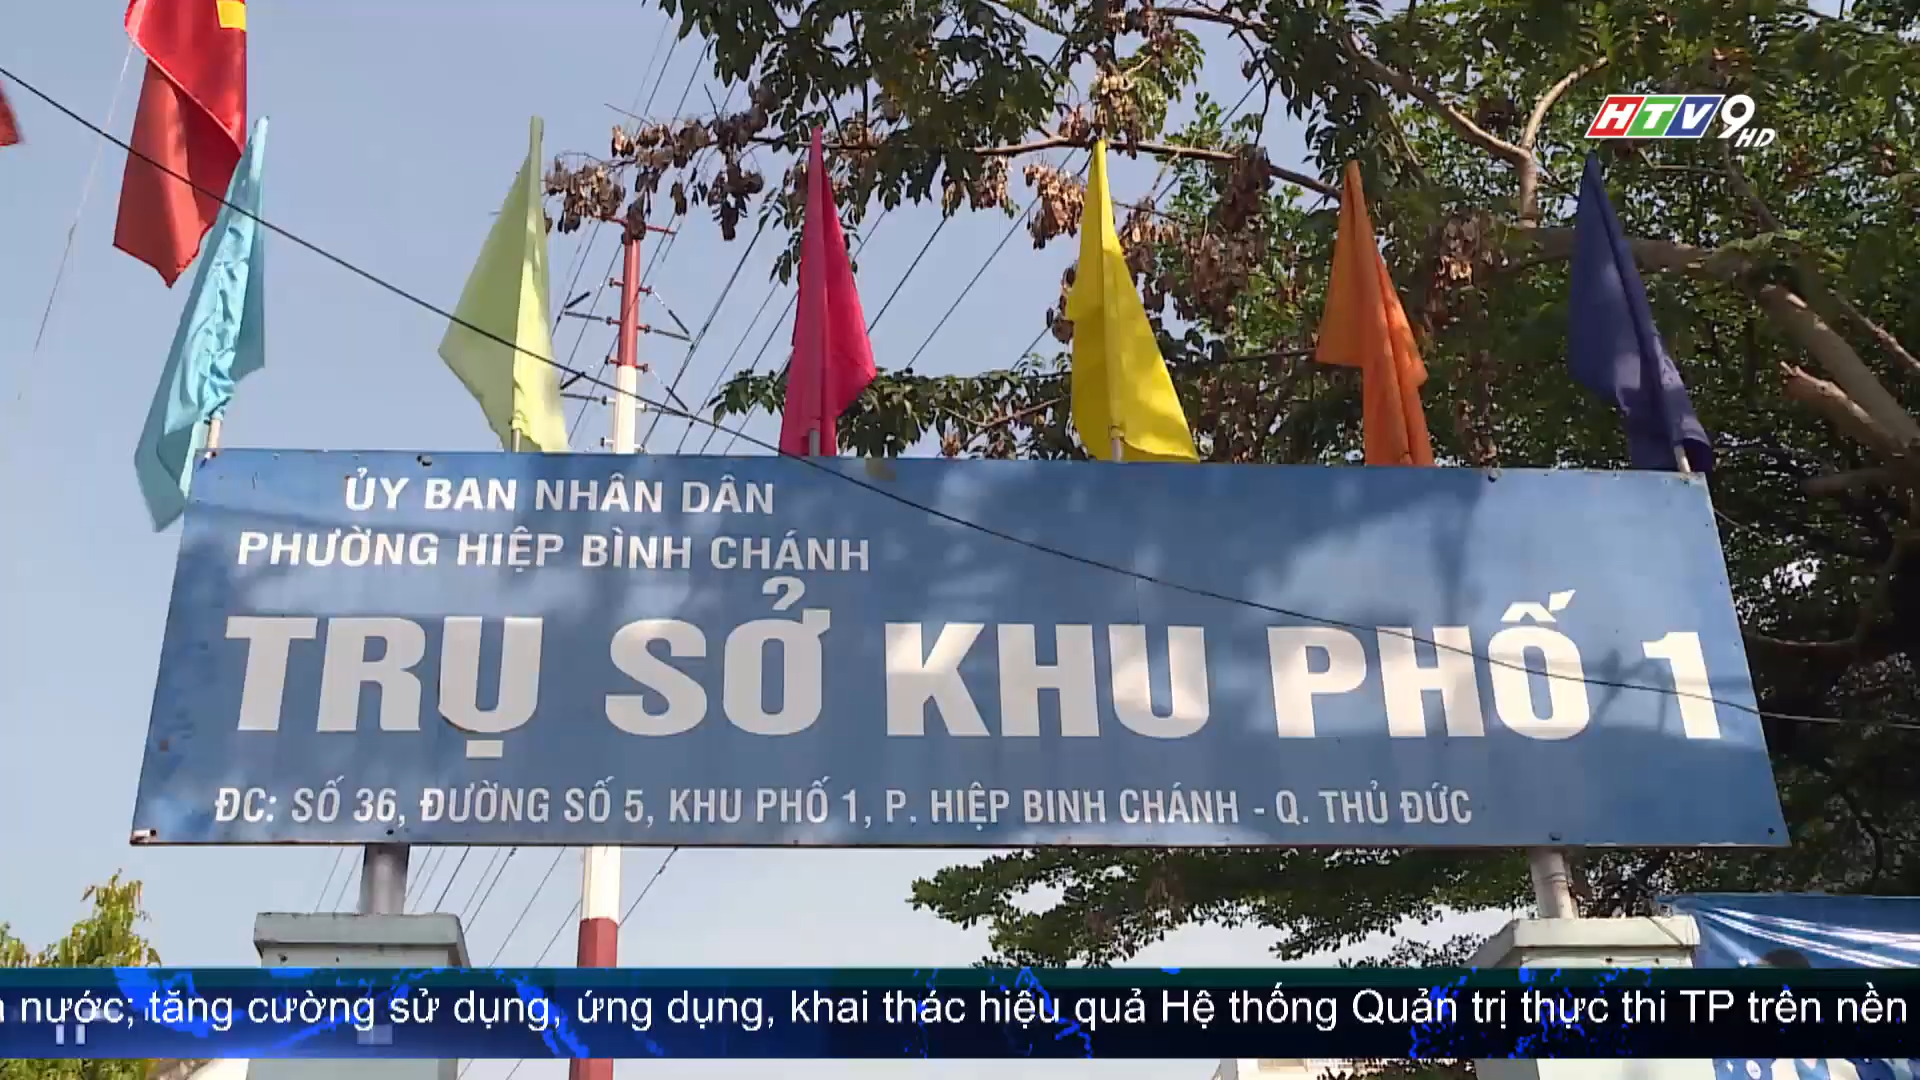 HTV9 HD
ỦY BAN NHÂN DÂN
PHƯỜNG HIỆP BÌNH CHÁNH
TRỤ SỞ KHU PHỐ 1
ĐC: SỐ 36, ĐƯỜNG SỐ 5, KHU PHỐ 1, P. HIỆP BINH CHÁNH - Q. THỦ ĐỨC
nước; tăng cường sử dụng, ứng dụng, khai thác hiệu quả Hệ thống Quản trị thực thi TP trên nền